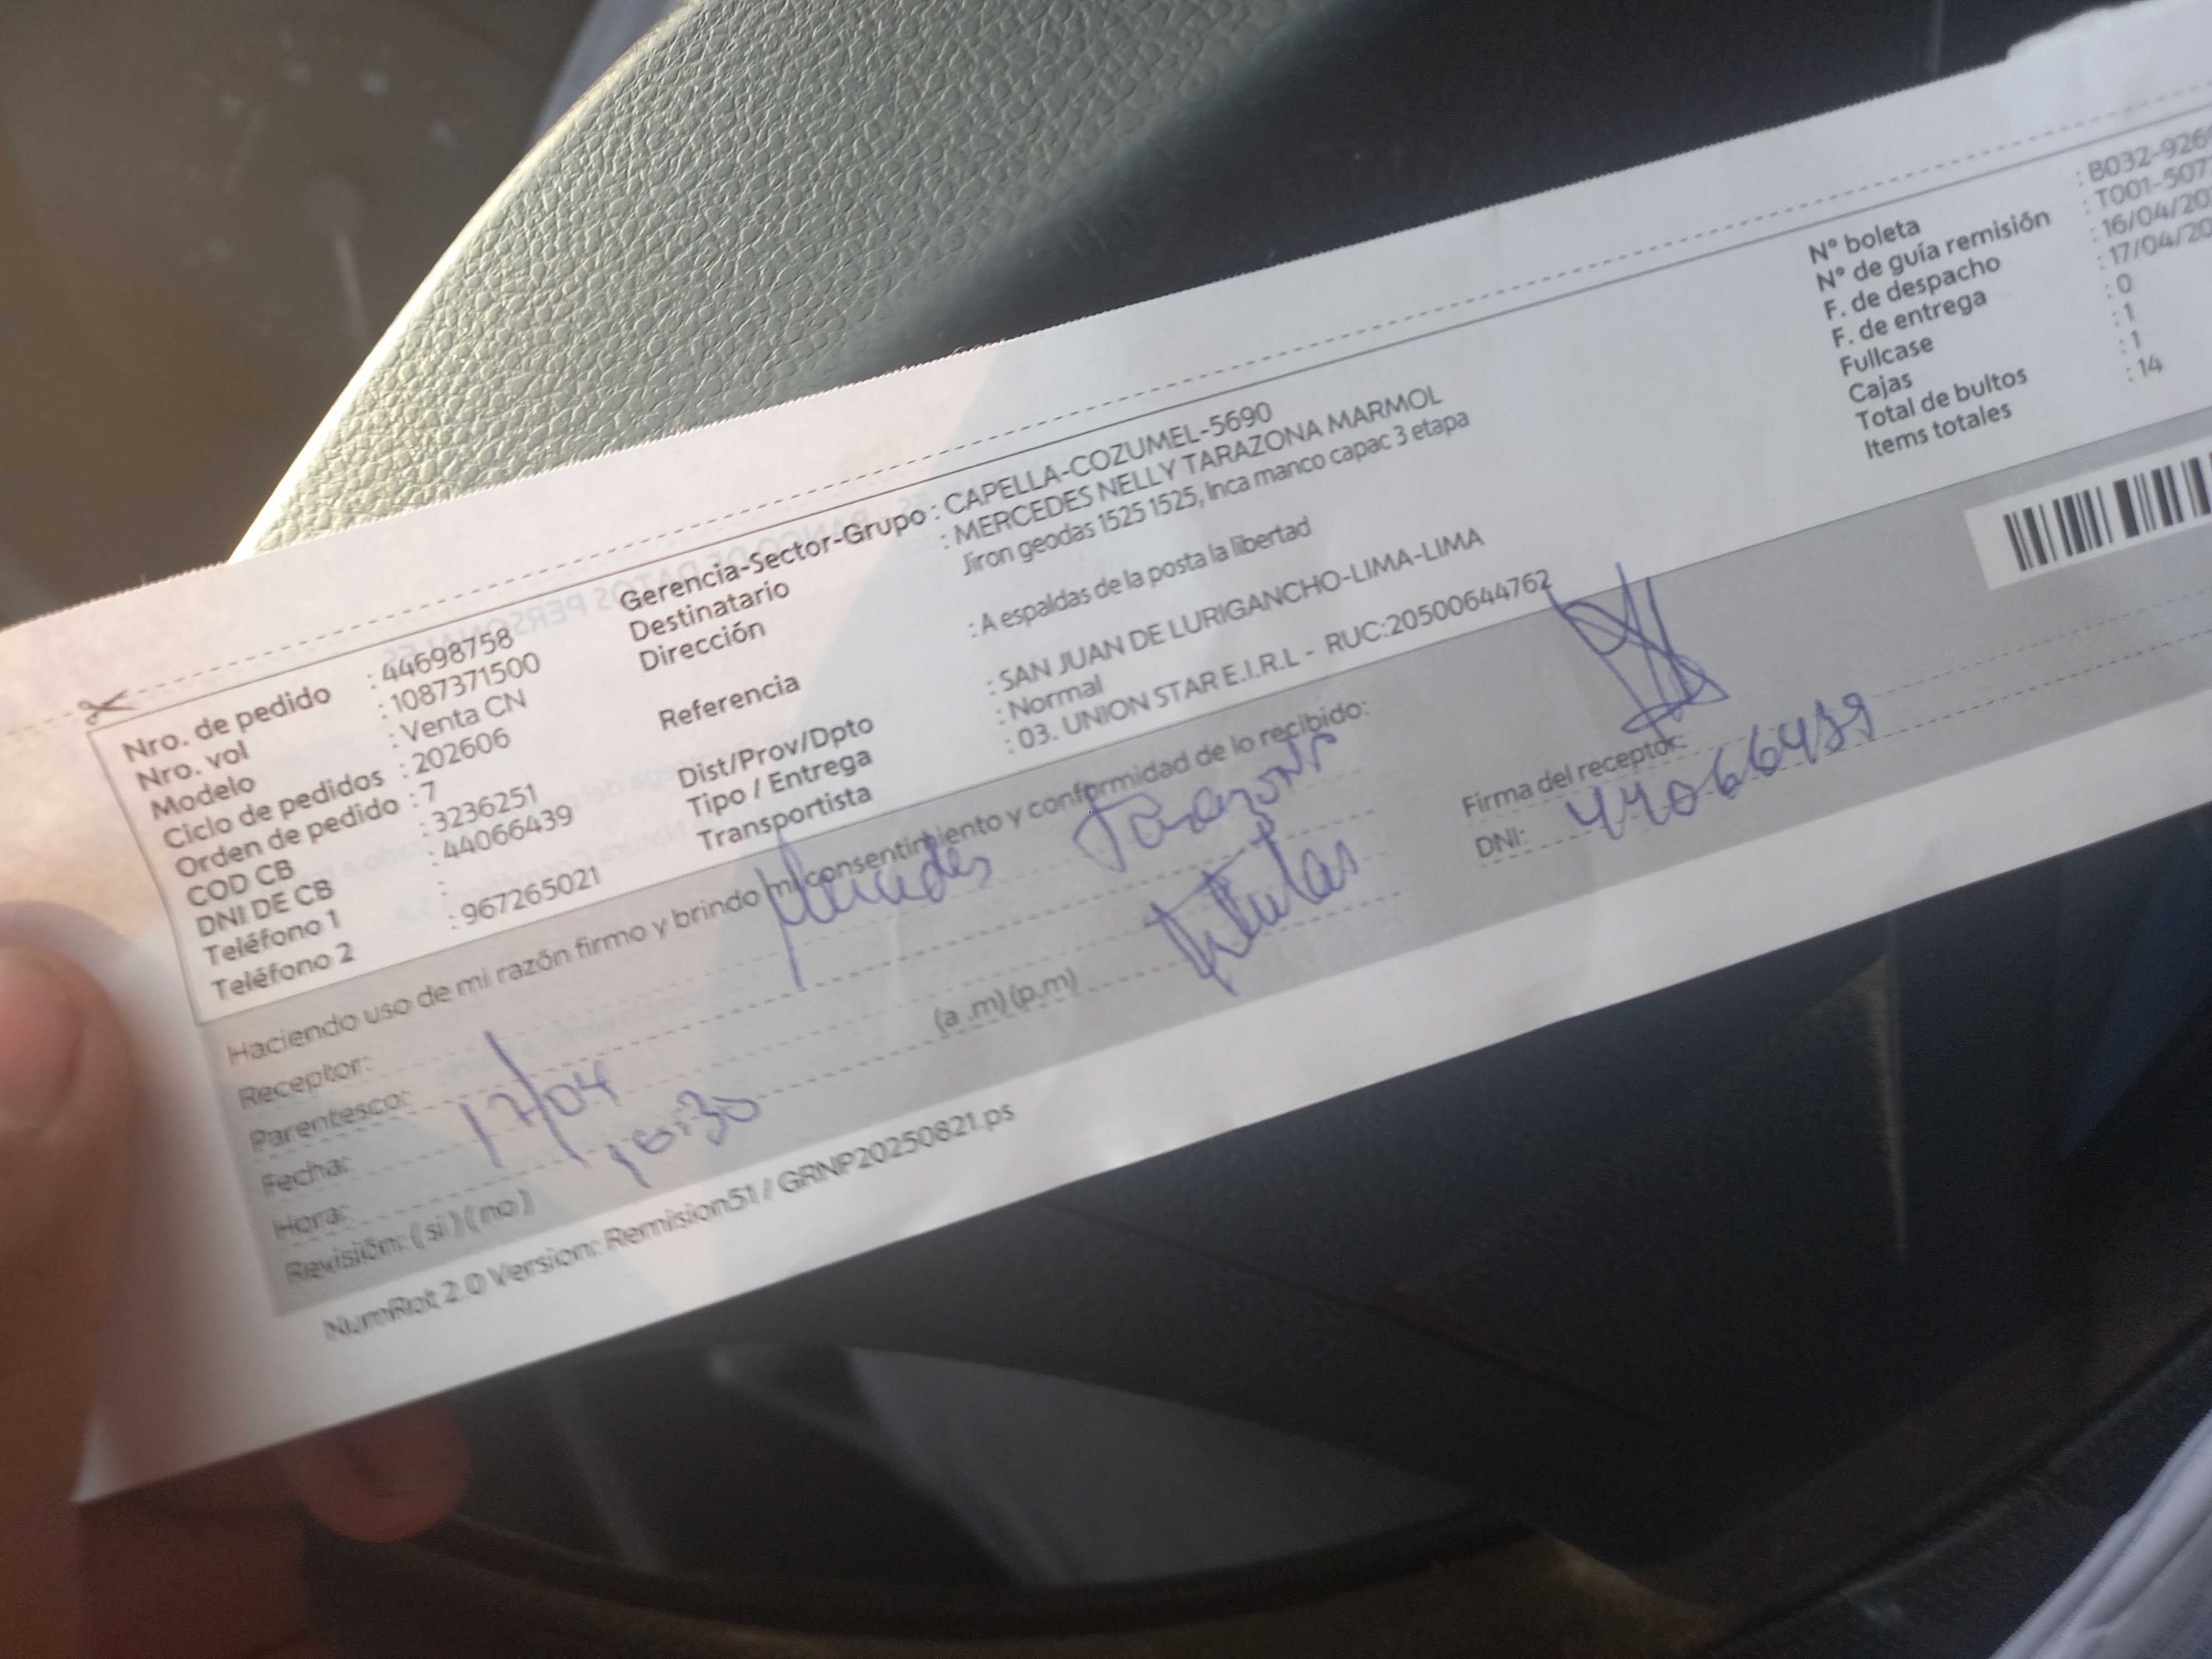 Nro. de pedido : 44698758
Nro. vol : 1087371500
Modelo : Venta CN
Ciclo de pedidos : 202606
Orden de pedido : 7
COD CB : 3236251
DNI DE CB : 44066439
Teléfono 1 :
Teléfono 2 : 967265021
Gerencia-Sector-Grupo : CAPELLA-COZUMEL-5690
Destinatario : MERCEDES NELLY TARAZONA MARMOL
Dirección Jiron geodas 1525 1525, Inca manco capac 3 etapa
Referencia : A espaldas de la posta la libertad
Dist/Prov/Dpto : SAN JUAN DE LURIGANCHO-LIMA-LIMA
Tipo / Entrega : Normal
Transportista : 03. UNION STAR E.I.R.L - RUC:20500644762
N° boleta : B032-926
N° de guía remisión : T001-507
F. de despacho : 16/04/20
F. de entrega : 17/04/20
Fullcase : 0
Cajas : 1
Total de bultos : 1
Items totales : 14
Haciendo uso de mi razón firmo y brindo mi consentimiento y conformidad de lo recibido:
Receptor: Mercedes Tarazona
Parentesco: titular
Fecha: 17/04
Hora: 10:30 (a .m) (p.m)
Revisión: ( si ) ( no )
Firma del receptor:
DNI: 44066439
NumRot 2.0 Version: Remision51 / GRNP20250821.ps